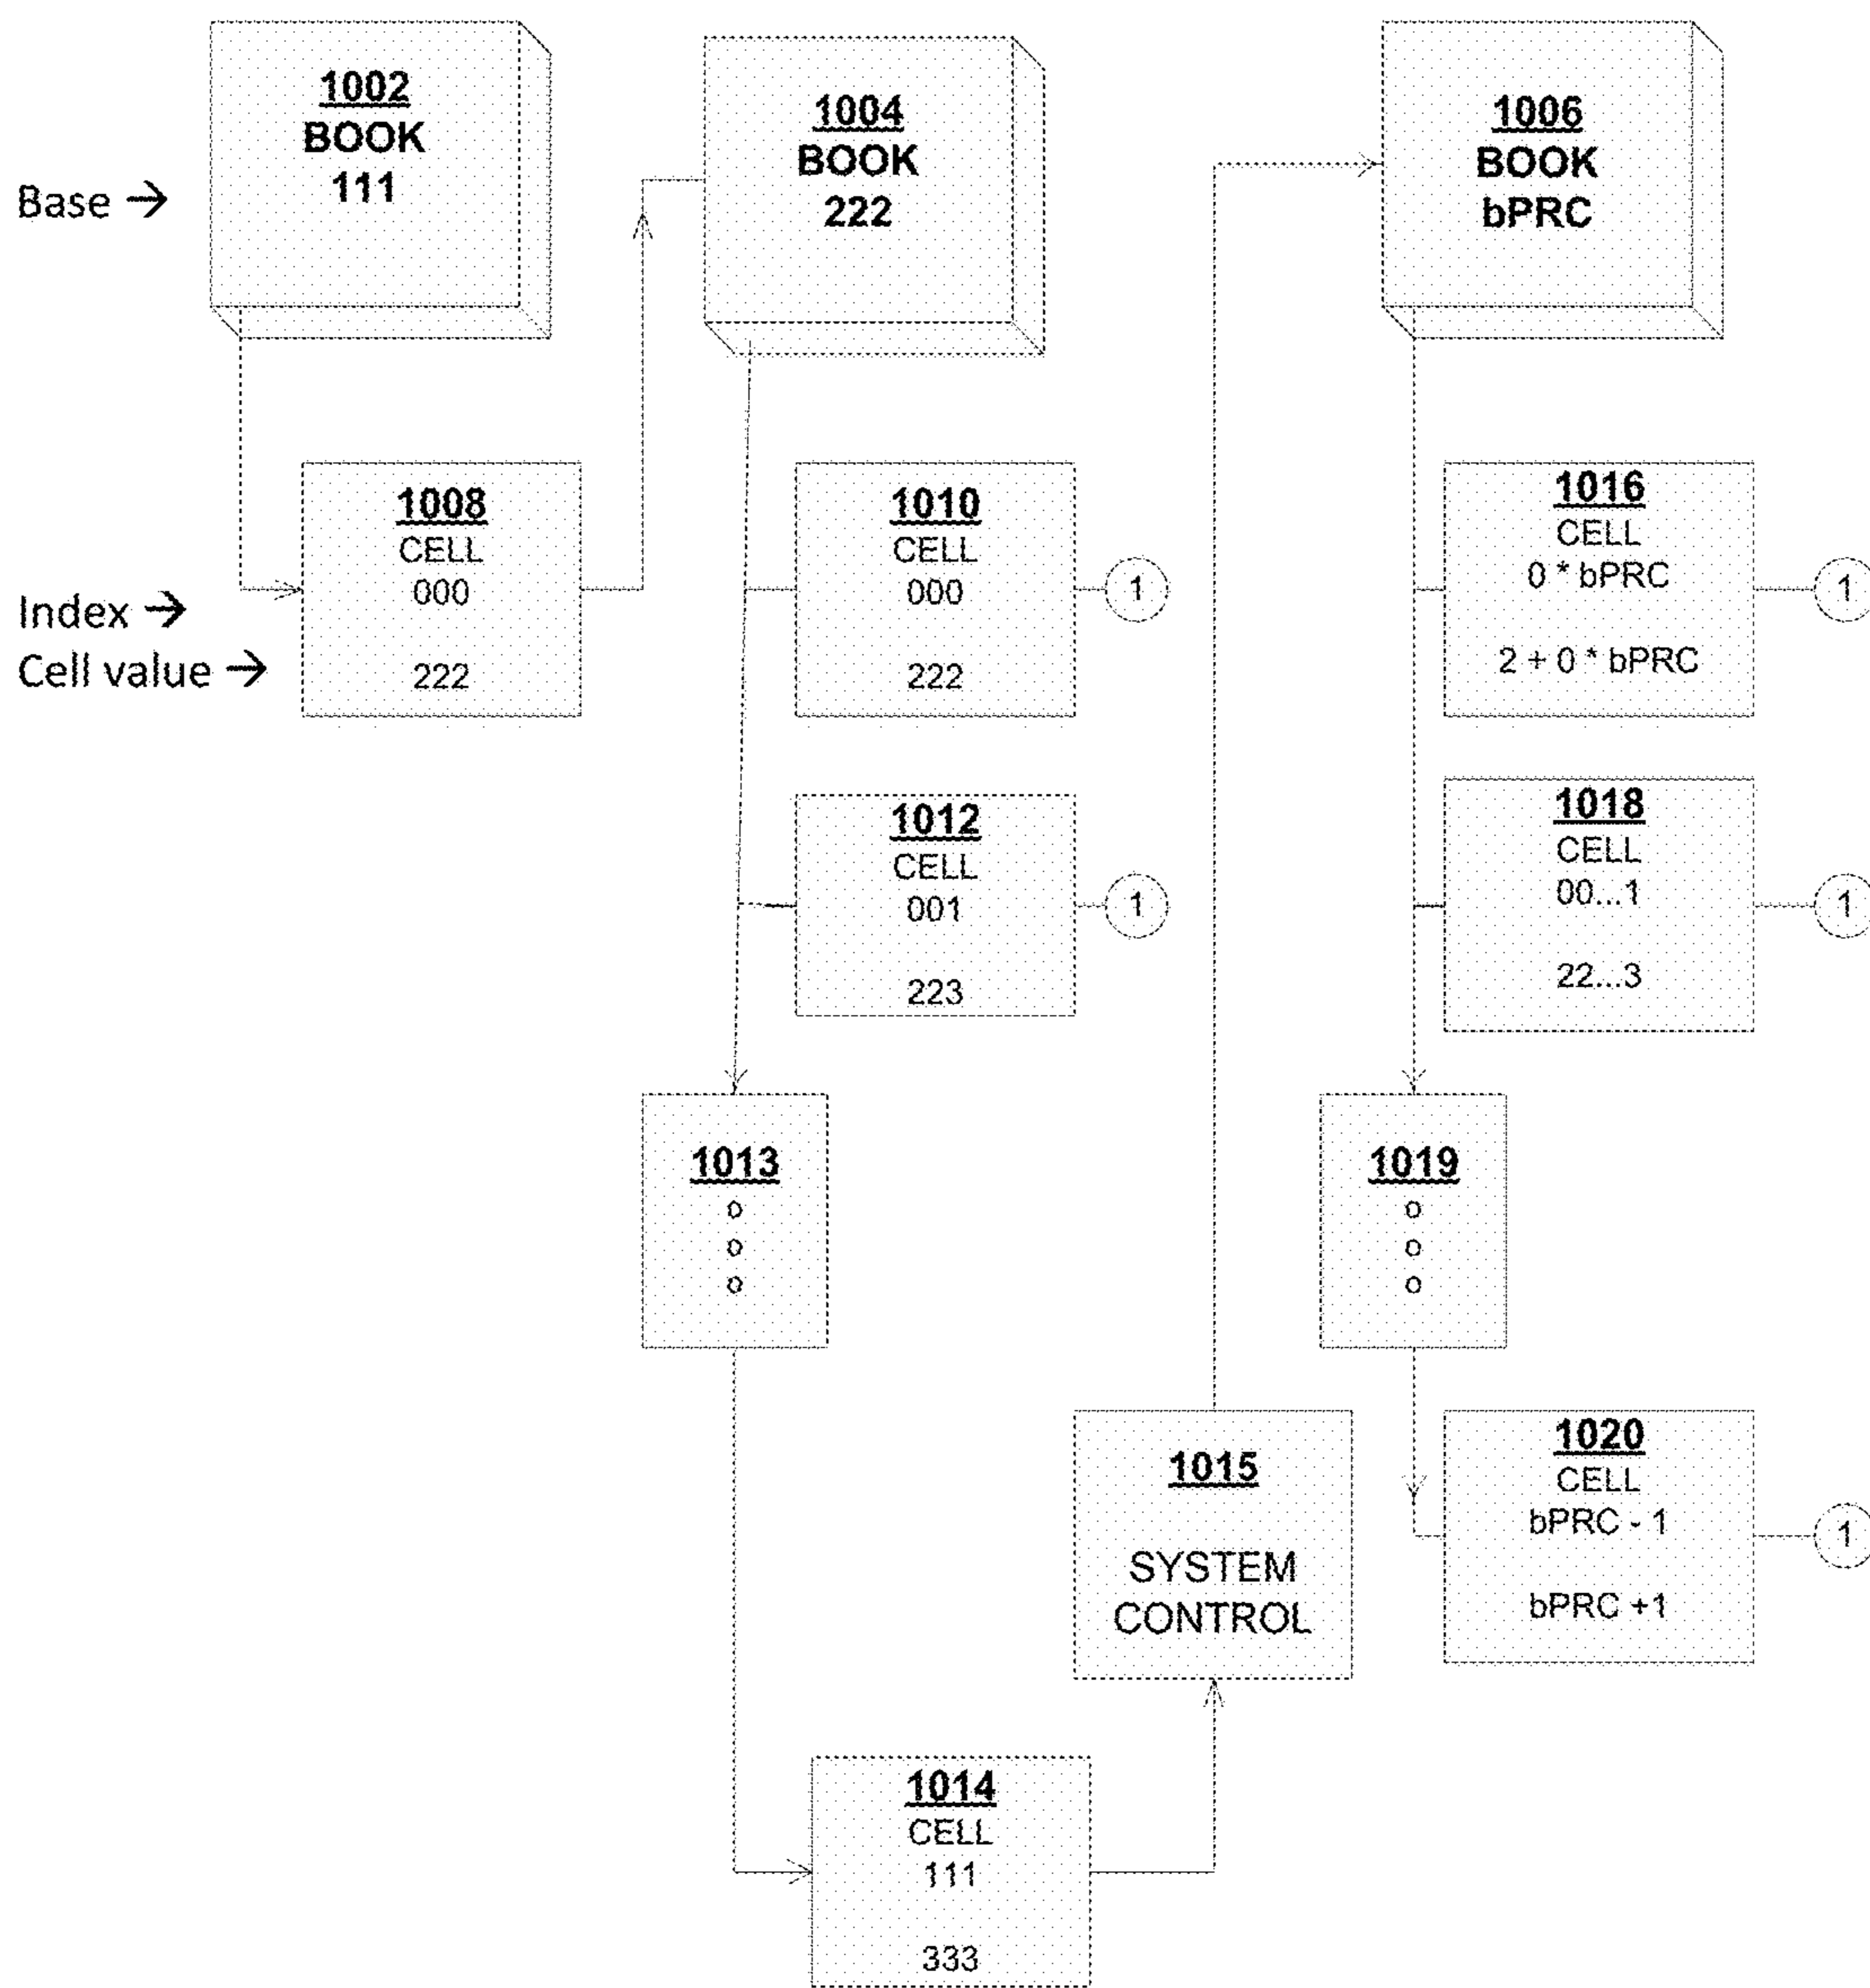 1002
BOOK
111
1004
BOOK
222
1006
BOOK
bPRC
Base →
1008
CELL
000
222
Index →
Cell value →
1010
CELL
000
222
1
1016
CELL
0 * bPRC
2 + 0 * bPRC
1
1012
CELL
001
223
1
1018
CELL
00...1
22...3
1
1013
o
o
o
1019
o
o
o
1015
SYSTEM
CONTROL
1020
CELL
bPRC - 1
bPRC +1
1
1014
CELL
111
333